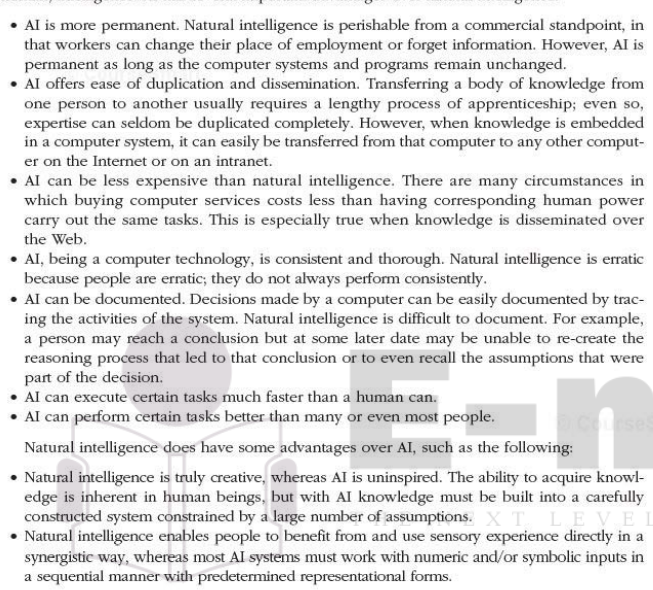 • AI is more permanent. Natural intelligence is perishable from a commercial standpoint, in
that workers can change their place of employment or forget information. However, AI is
permanent as long as the computer systems and programs remain unchanged.
• AI offers ease of duplication and dissemination. Transferring a body of knowledge from
one person to another usually requires a lengthy process of apprenticeship; even so,
expertise can seldom be duplicated completely. However, when knowledge is embedded
in a computer system, it can easily be transferred from that computer to any other comput-
er on the Internet or on an intranet.
• AI can be less expensive than natural intelligence. There are many circumstances in
which buying computer services costs less than having corresponding human power
carry out the same tasks. This is especially true when knowledge is disseminated over
the Web.
• AI, being a computer technology, is consistent and thorough. Natural intelligence is erratic
because people are erratic; they do not always perform consistently.
• AI can be documented. Decisions made by a computer can be easily documented by trac-
ing the activities of the system. Natural intelligence is difficult to document. For example,
a person may reach a conclusion but at some later date may be unable to re-create the
reasoning process that led to that conclusion or to even recall the assumptions that were
part of the decision.
• AI can execute certain tasks much faster than a human can.
• AI can perform certain tasks better than many or even most people.
Natural intelligence does have some advantages over AI, such as the following:
• Natural intelligence is truly creative, whereas AI is uninspired. The ability to acquire knowl-
edge is inherent in human beings, but with AI knowledge must be built into a carefully
constructed system constrained by a large number of assumptions.
• Natural intelligence enables people to benefit from and use sensory experience directly in a
synergistic way, whereas most AI systems must work with numeric and/or symbolic inputs in
a sequential manner with predetermined representational forms.
E-n
NEXT LEVEL